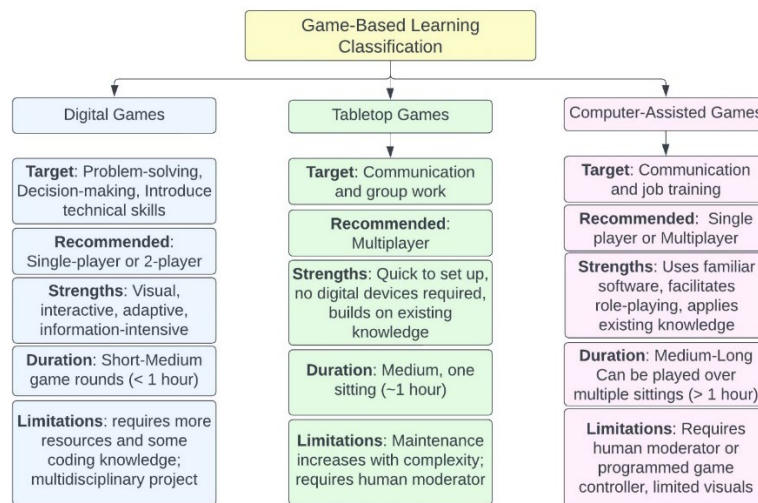 Game-Based Learning
Classification
Digital Games
Target: Problem-solving,
Decision-making, Introduce
technical skills
Recommended:
Single-player or 2-player
Strengths: Visual,
interactive, adaptive,
information-intensive
Duration: Short-Medium
game rounds (< 1 hour)
Limitations: requires more
resources and some
coding knowledge;
multidisciplinary project
Tabletop Games
Target: Communication
and group work
Recommended:
Multiplayer
Strengths: Quick to set up,
no digital devices required,
builds on existing
knowledge
Duration: Medium, one
sitting (~1 hour)
Limitations: Maintenance
increases with complexity;
requires human moderator
Computer-Assisted Games
Target: Communication
and job training
Recommended: Single
player or Multiplayer
Strengths: Uses familiar
software, facilitates
role-playing, applies
existing knowledge
Duration: Medium-Long
Can be played over
multiple sittings (> 1 hour)
Limitations: Requires
human moderator or
programmed game
controller, limited visuals